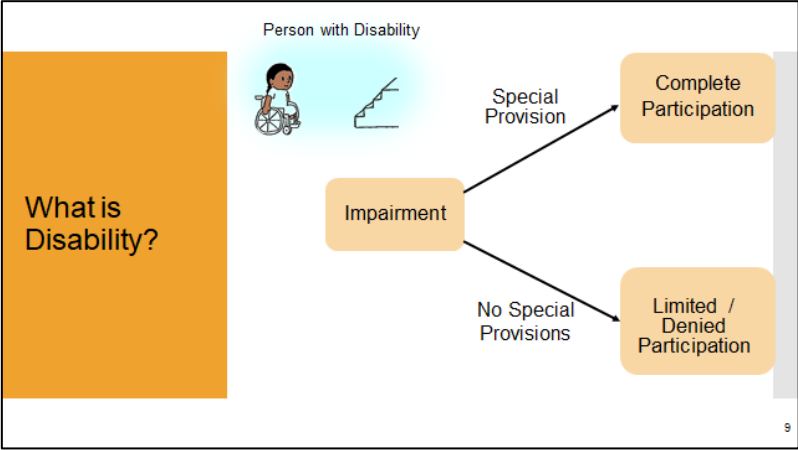 Person with Disability
What is
Disability?
Special
Provision
Complete
Participation
Impairment
No Special
Provisions
Limited /
Denied
Participation
9